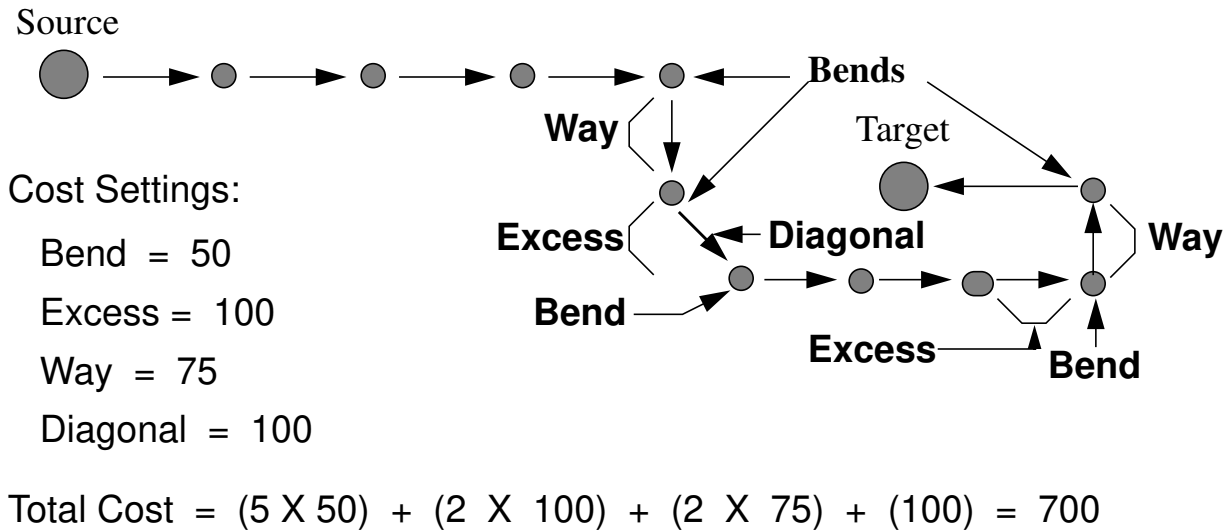 Source
Bends
Way
Target
Cost Settings:
Excess
Diagonal
Way
Bend = 50
Bend
Excess = 100
Excess
Bend
Way = 75
Diagonal = 100
Total Cost = (5 X 50) + (2 X 100) + (2 X 75) + (100) = 700